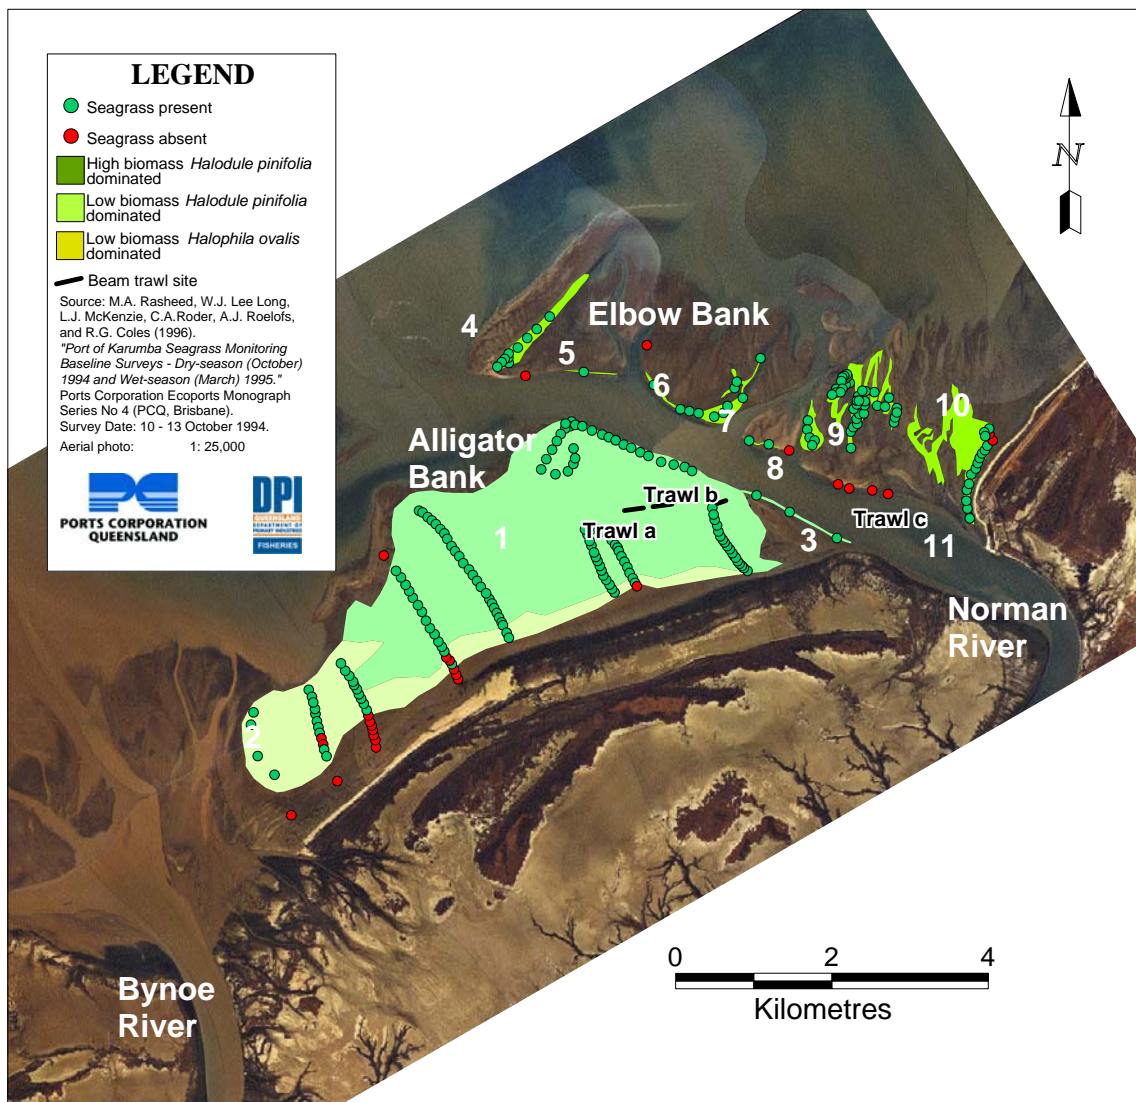 LEGEND
Seagrass present
Seagrass absent
High biomass Halodule pinifolia
dominated
Low biomass Halodule pinifolia
dominated
Low biomass Halophila ovalis
dominated
Beam trawl site
Source: M.A. Rasheed, W.J. Lee Long,
L.J. McKenzie, C.A.Roder, A.J. Roelofs,
and R.G. Coles (1996).
"Port of Karumba Seagrass Monitoring
Baseline Surveys - Dry-season (October)
1994 and Wet-season (March) 1995."
Ports Corporation Ecoports Monograph
Series No 4 (PCQ, Brisbane).
Survey Date: 10 - 13 October 1994.
Aerial photo: 1: 25,000
PORTS CORPORATION
QUEENSLAND
DPI
QUEENSLAND
DEPARTMENT OF
PRIMARY INDUSTRIES
FISHERIES
N
4
Elbow Bank
5
6
7
10
9
Alligator
Bank
8
Trawl b
1
Trawl a
Trawl c
3
11
Norman
River
2
Bynoe
River
0 2 4
Kilometres